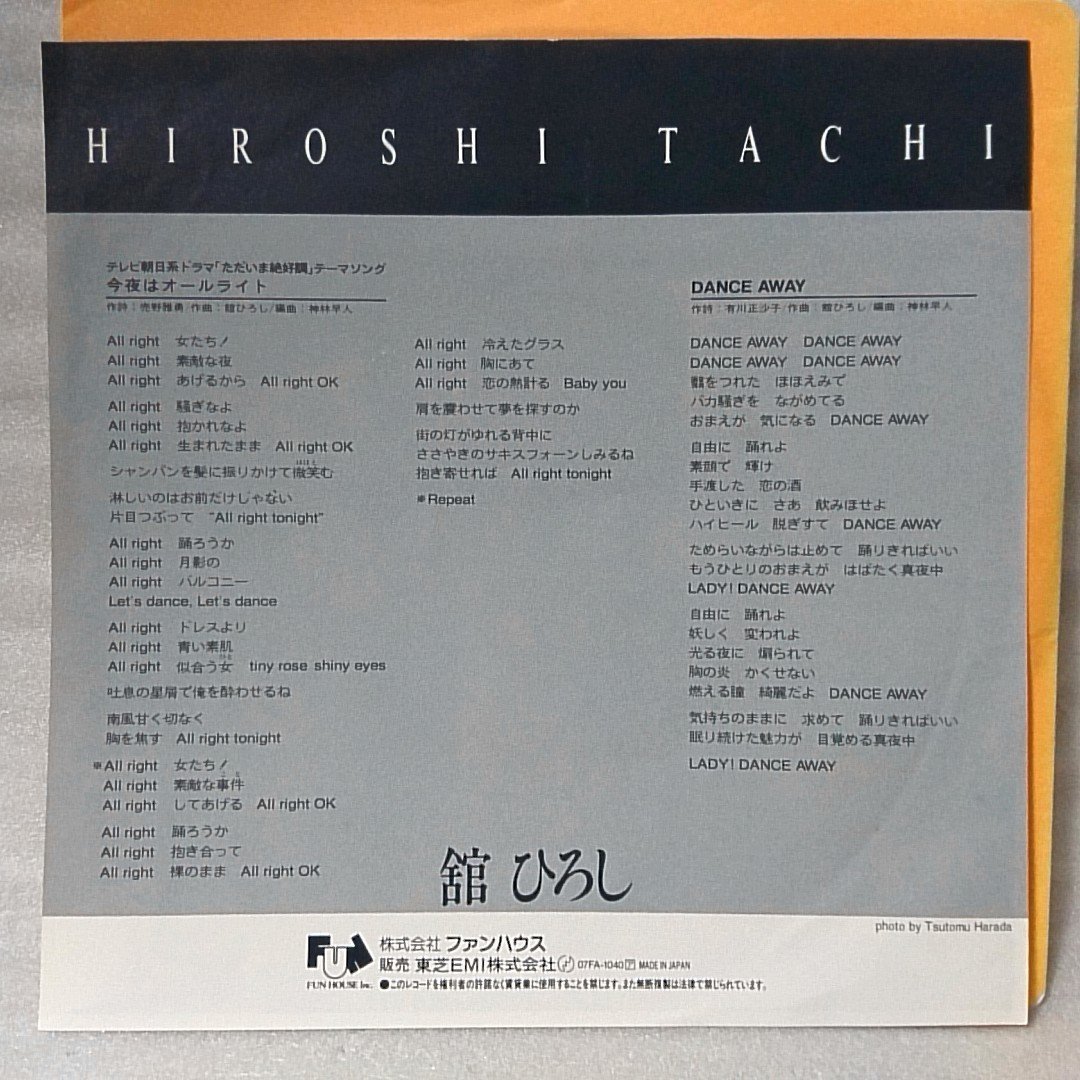 HIROSHI TACHI
テレビ朝日系ドラマ「ただいま絶好調」テーマソング
今夜はオールライト
作詩：売野雅勇/作曲：舘ひろし/編曲：神林早人
All right 女たち！
All right 素敵な夜
All right あげるから All right OK
All right 騒ぎなよ
All right 抱かれなよ
All right 生まれたまま All right OK
シャンパンを髪に振りかけて微笑む
淋しいのはお前だけじゃない
片目つぶって “All right tonight”
All right 踊ろうか
All right 月影の
All right バルコニー
Let's dance, Let's dance
All right ドレスより
All right 青い素肌
All right 似合う女 tiny rose shiny eyes
吐息の星屑で俺を酔わせるね
南風甘く切なく
胸を焦す All right tonight
※All right 女たち！
All right 素敵な事件
All right してあげる All right OK
All right 踊ろうか
All right 抱き合って
All right 裸のまま All right OK
All right 冷えたグラス
All right 胸にあて
All right 恋の熱計る Baby you
肩を震わせて夢を探すのか
街の灯がゆれる背中に
ささやきのサキスフォーンしみるね
抱き寄せれば All right tonight
※Repeat
DANCE AWAY
作詩：有川正沙子/作曲：舘ひろし/編曲：神林早人
DANCE AWAY DANCE AWAY
DANCE AWAY DANCE AWAY
翳をつれた ほほえみで
バカ騒ぎを ながめてる
おまえが 気になる DANCE AWAY
自由に 踊れよ
素顔で 輝け
手渡した 恋の酒
ひといきに さあ 飲みほせよ
ハイヒール 脱ぎすて DANCE AWAY
ためらいながらは止めて 踊りきればいい
もうひとりのおまえが はばたく真夜中
LADY! DANCE AWAY
自由に 踊れよ
妖しく 変われよ
光る夜に 煽られて
胸の炎 かくせない
燃える瞳 綺麗だよ DANCE AWAY
気持ちのままに 求めて 踊りきればいい
眠り続けた魅力が 目覚める真夜中
LADY! DANCE AWAY
舘ひろし
photo by Tsutomu Harada
FUN
FUN HOUSE Inc.
株式会社 ファンハウス
販売 東芝EMI株式会社 07FA-1040 MADE IN JAPAN
●このレコードを権利者の許諾なく賃貸業に使用することを禁じます。また無断複製は法律で禁じられています。